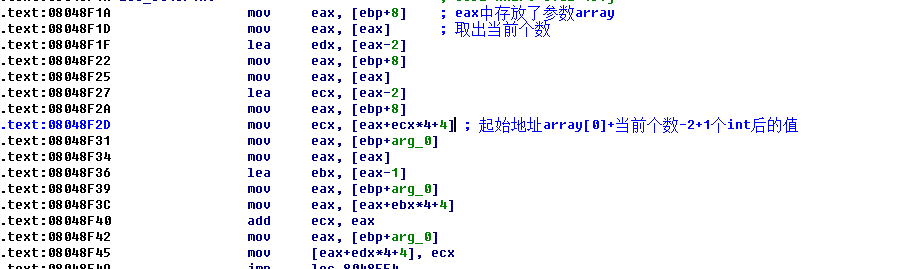 .text:08048F1A mov eax, [ebp+8] ; eax中存放了参数array
.text:08048F1D mov eax, [eax] ; 取出当前个数
.text:08048F1F lea edx, [eax-2]
.text:08048F22 mov eax, [ebp+8]
.text:08048F25 mov eax, [eax]
.text:08048F27 lea ecx, [eax-2]
.text:08048F2A mov eax, [ebp+8]
.text:08048F2D mov ecx, [eax+ecx*4+4] ; 起始地址array[0]+当前个数-2+1个int后的值
.text:08048F31 mov eax, [ebp+arg_0]
.text:08048F34 mov eax, [eax]
.text:08048F36 lea ebx, [eax-1]
.text:08048F39 mov eax, [ebp+arg_0]
.text:08048F3C mov eax, [eax+ebx*4+4]
.text:08048F40 add ecx, eax
.text:08048F42 mov eax, [ebp+arg_0]
.text:08048F45 mov [eax+edx*4+4], ecx